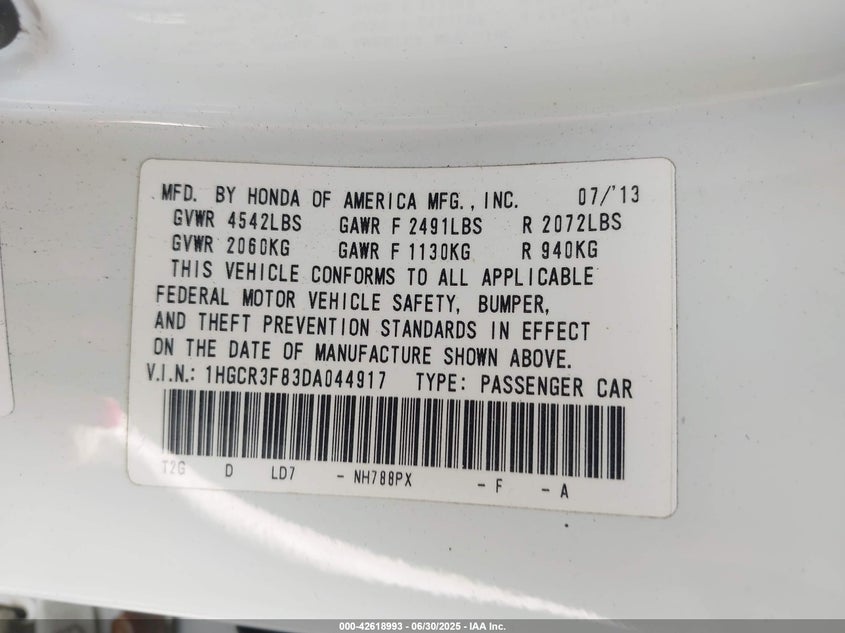 MFD. BY HONDA OF AMERICA MFG., INC. 07/'13
GVWR 4542LBS GAWR F 2491LBS R 2072LBS
GVWR 2060KG GAWR F 1130KG R 940KG
THIS VEHICLE CONFORMS TO ALL APPLICABLE
FEDERAL MOTOR VEHICLE SAFETY, BUMPER,
AND THEFT PREVENTION STANDARDS IN EFFECT
ON THE DATE OF MANUFACTURE SHOWN ABOVE.
V.I.N.: 1HGCR3F83DA044917 TYPE: PASSENGER CAR
T2G D LD7 - NH788PX - F - A
000-42618993 - 06/30/2025 - IAA Inc.